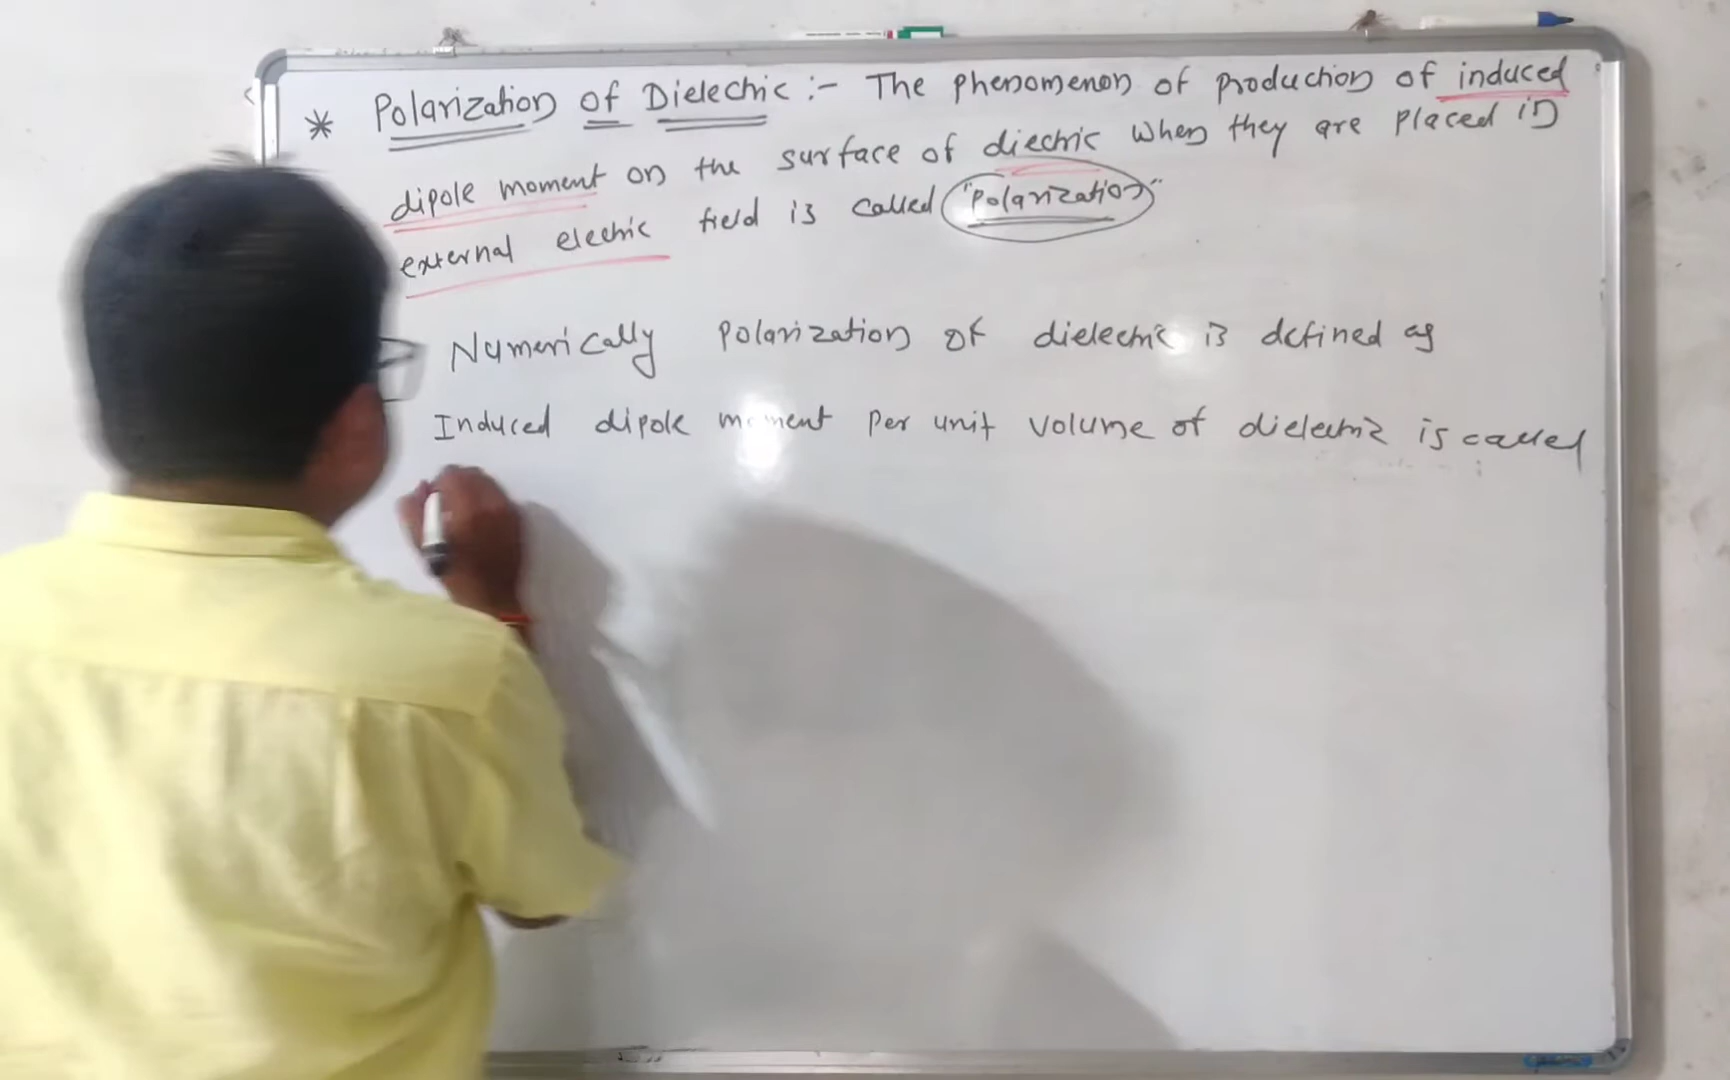 * Polarization of Dielectric :- The phenomenon of production of induced
dipole moment on the surface of diectric when they are placed in
external electric field is called "Polarization"
Numerically polarization of dielectric is defined as
Induced dipole moment per unit volume of dielectric is called